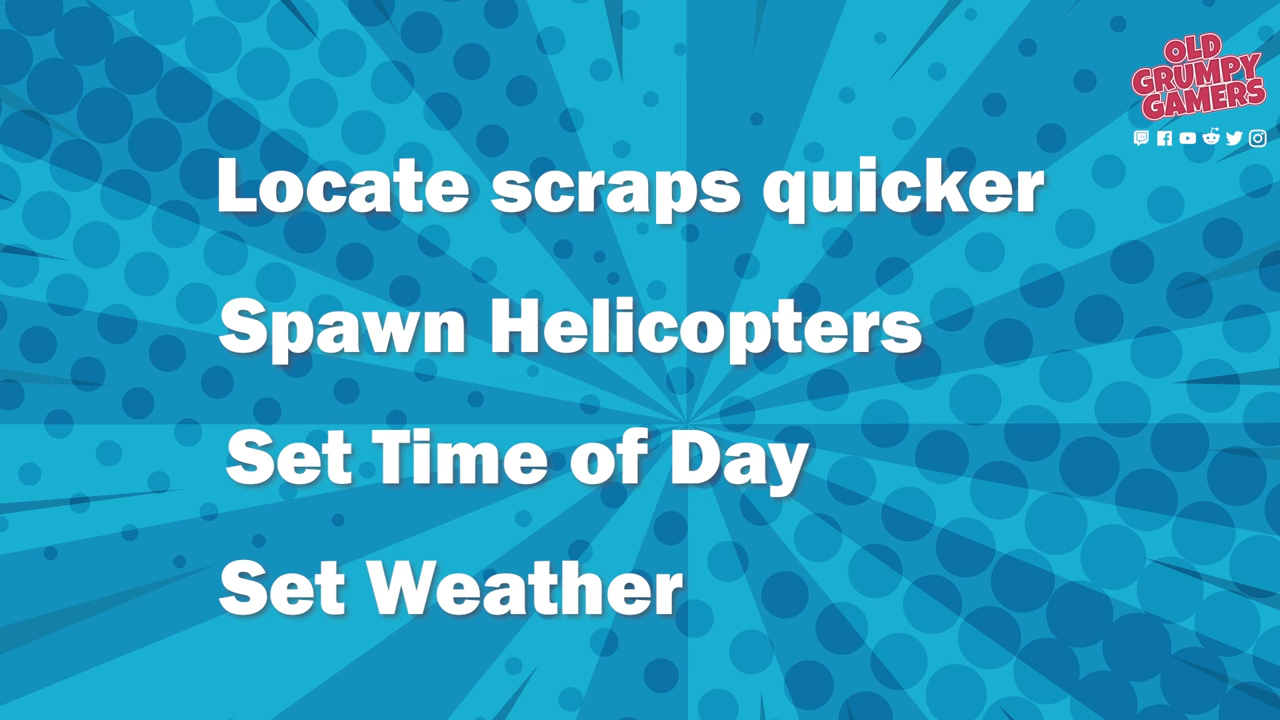 OLD
GRUMPY
GAMERS
Locate scraps quicker
Spawn Helicopters
Set Time of Day
Set Weather